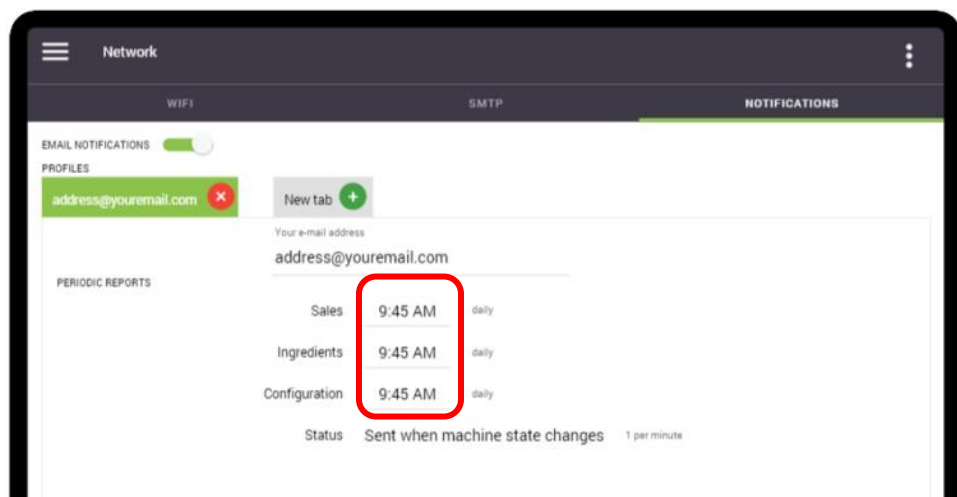 Network
WIFI SMTP NOTIFICATIONS
EMAIL NOTIFICATIONS
PROFILES
address@youremail.com New tab
Your e-mail address
address@youremail.com
PERIODIC REPORTS
Sales 9:45 AM daily
Ingredients 9:45 AM daily
Configuration 9:45 AM daily
Status Sent when machine state changes 1 per minute